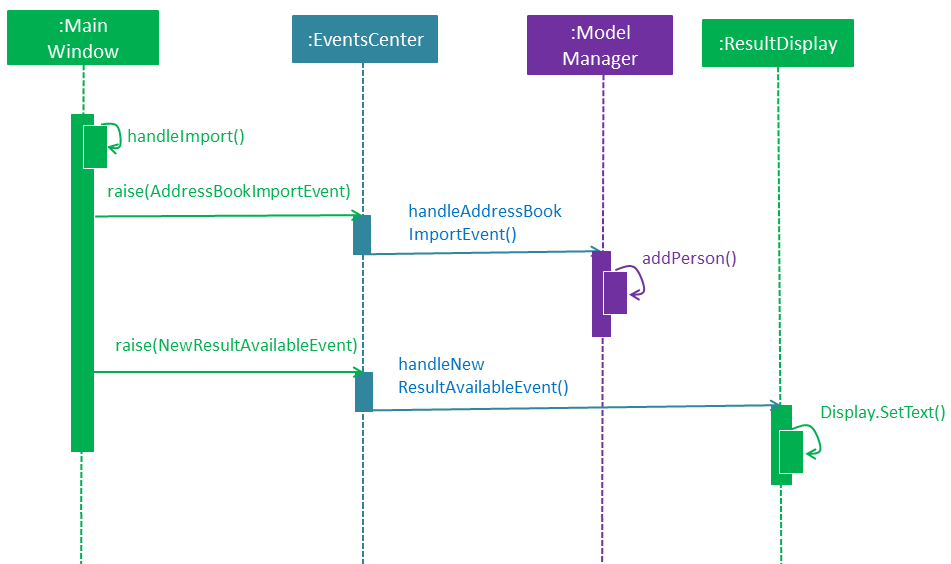 :Main
Window
:EventsCenter
:Model
Manager
:ResultDisplay
handleImport()
raise(AddressBookImportEvent)
handleAddressBook
ImportEvent()
addPerson()
raise(NewResultAvailableEvent)
handleNew
ResultAvailableEvent()
Display.SetText()